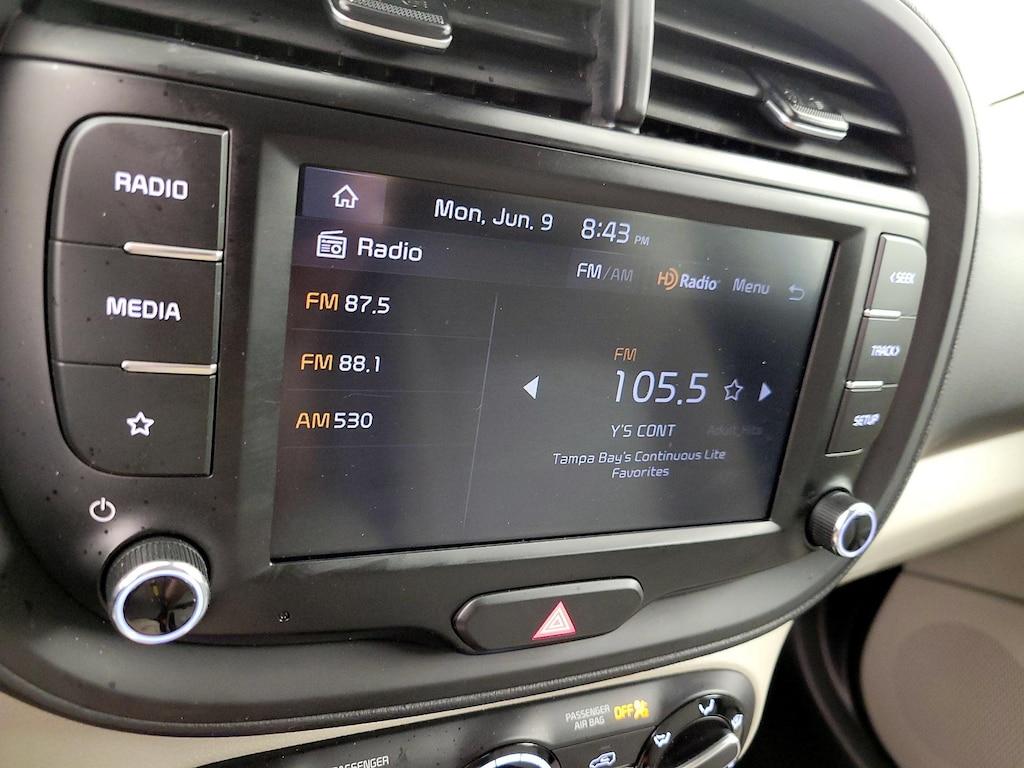 RADIO
MEDIA
Mon, Jun, 9 8:43 PM
Radio
FM/AM HD Radio Menu
FM 87.5
FM 88.1
AM 530
FM
105.5
Y'S CONT Adult Hits
Tampa Bay's Continuous Lite
Favorites
< SEEK
TRACK >
SETUP
PASSENGER
AIR BAG
OFF
PASSENGER